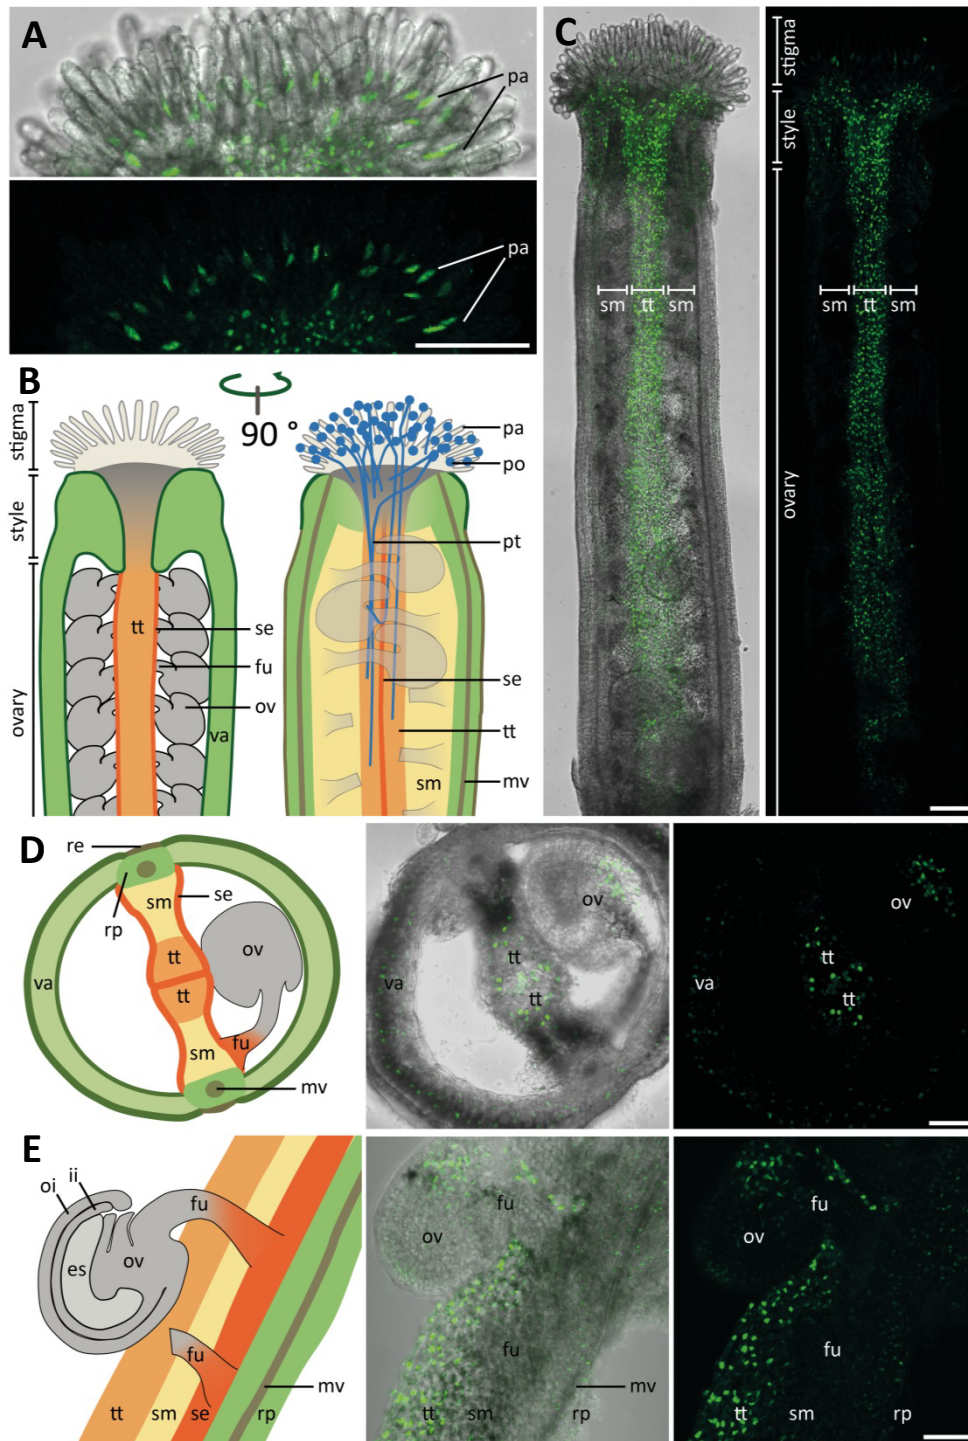 A
pa
pa
B
90 °
stigma
style
ovary
tt
se
fu
ov
va
pa
po
pt
se
tt
sm
mv
C
sm
tt
sm
stigma
style
ovary
sm
tt
sm
D
re
rp
sm
se
va
tt
tt
ov
sm
fu
mv
ov
tt
tt
va
ov
tt
va
tt
E
oi
ii
es
ov
fu
fu
tt
sm
se
rp
mv
fu
ov
fu
mv
tt
sm
rp
fu
ov
fu
tt
sm
rp